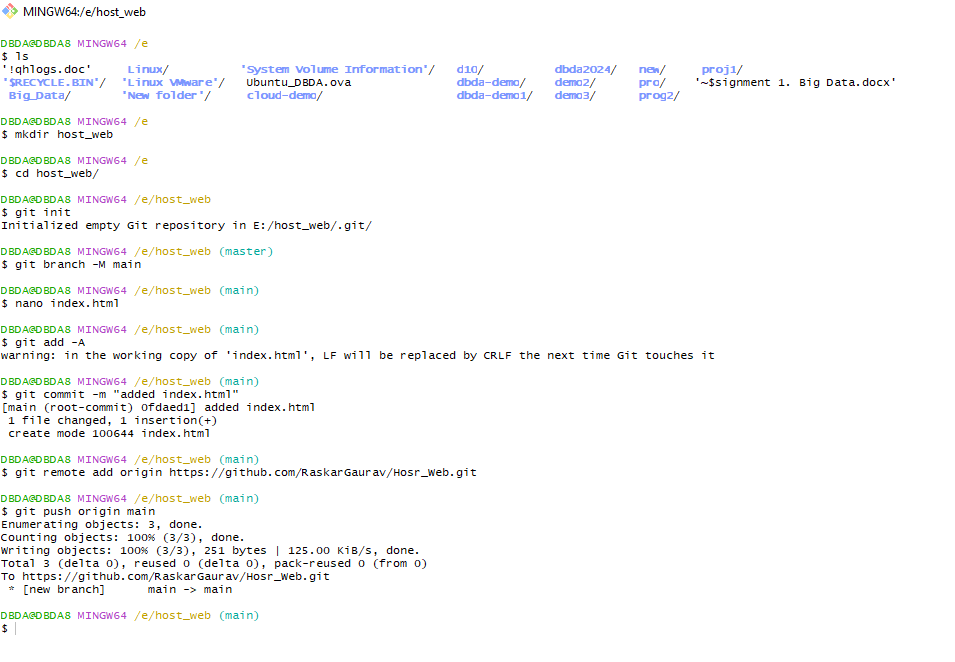 MINGW64:/e/host_web
DBDA@DBDA8 MINGW64 /e
$ ls
'!qhlogs.doc' Linux/ 'System Volume Information'/ d10/ dbda2024/ new/ proj1/
'$RECYCLE.BIN'/ 'Linux VMware'/ Ubuntu_DBDA.ova dbda-demo/ demo2/ pro/ '~$signment 1. Big Data.docx'
Big_Data/ 'New folder'/ cloud-demo/ dbda-demo1/ demo3/ prog2/
DBDA@DBDA8 MINGW64 /e
$ mkdir host_web
DBDA@DBDA8 MINGW64 /e
$ cd host_web/
DBDA@DBDA8 MINGW64 /e/host_web
$ git init
Initialized empty Git repository in E:/host_web/.git/
DBDA@DBDA8 MINGW64 /e/host_web (master)
$ git branch -M main
DBDA@DBDA8 MINGW64 /e/host_web (main)
$ nano index.html
DBDA@DBDA8 MINGW64 /e/host_web (main)
$ git add -A
warning: in the working copy of 'index.html', LF will be replaced by CRLF the next time Git touches it
DBDA@DBDA8 MINGW64 /e/host_web (main)
$ git commit -m "added index.html"
[main (root-commit) 0fdaed1] added index.html
1 file changed, 1 insertion(+)
create mode 100644 index.html
DBDA@DBDA8 MINGW64 /e/host_web (main)
$ git remote add origin https://github.com/RaskarGaurav/Hosr_Web.git
DBDA@DBDA8 MINGW64 /e/host_web (main)
$ git push origin main
Enumerating objects: 3, done.
Counting objects: 100% (3/3), done.
Writing objects: 100% (3/3), 251 bytes | 125.00 KiB/s, done.
Total 3 (delta 0), reused 0 (delta 0), pack-reused 0 (from 0)
To https://github.com/RaskarGaurav/Hosr_Web.git
* [new branch] main -> main
DBDA@DBDA8 MINGW64 /e/host_web (main)
$